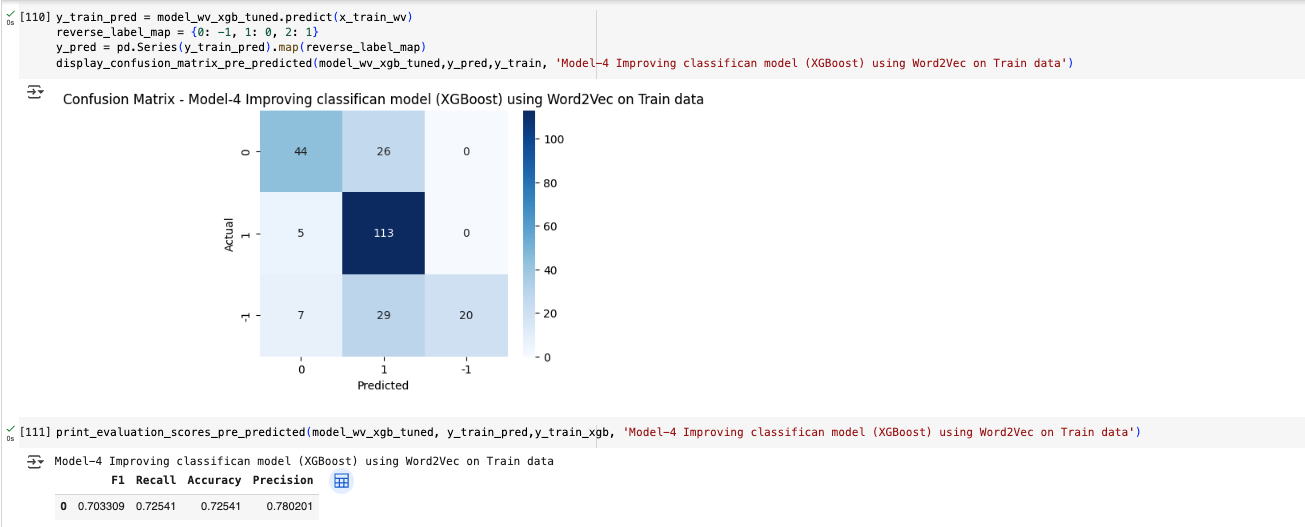 [110] y_train_pred = model_wv_xgb_tuned.predict(x_train_wv)
0s
reverse_label_map = {0: -1, 1: 0, 2: 1}
y_pred = pd.Series(y_train_pred).map(reverse_label_map)
display_confusion_matrix_pre_predicted(model_wv_xgb_tuned,y_pred,y_train, 'Model-4 Improving classifican model (XGBoost) using Word2Vec on Train data')
Confusion Matrix - Model-4 Improving classifican model (XGBoost) using Word2Vec on Train data
0 44 26 0
1 5 113 0
-1 7 29 20
Actual
0 1 -1
Predicted
100
80
60
40
20
0
[111] print_evaluation_scores_pre_predicted(model_wv_xgb_tuned, y_train_pred,y_train_xgb, 'Model-4 Improving classifican model (XGBoost) using Word2Vec on Train data')
0s
Model-4 Improving classifican model (XGBoost) using Word2Vec on Train data
F1 Recall Accuracy Precision
0 0.703309 0.72541 0.72541 0.780201